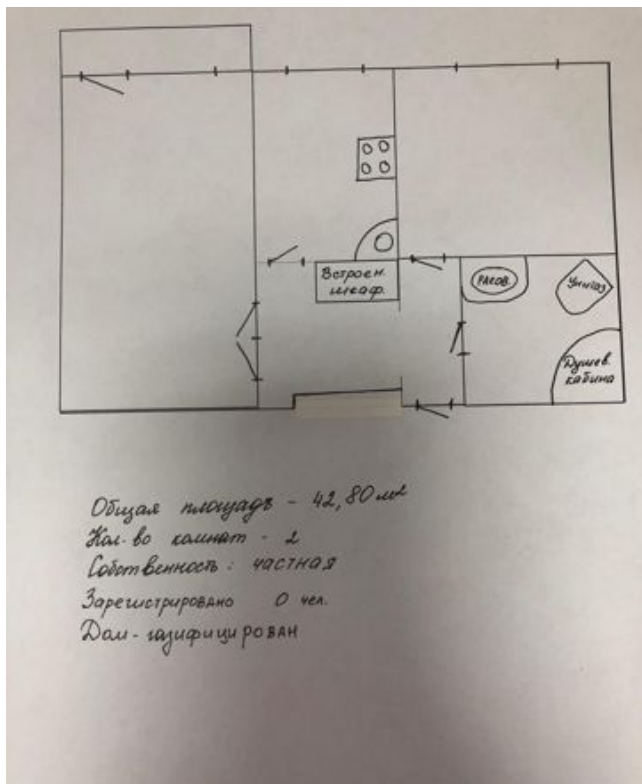 Встроен.
шкаф.
Раков.
Унитаз
Душев.
кабина
Общая площадь - 42,80 м2
Кол-во комнат - 2
Собственность: частная
Зарегистрировано 0 чел.
Дом-газифицирован